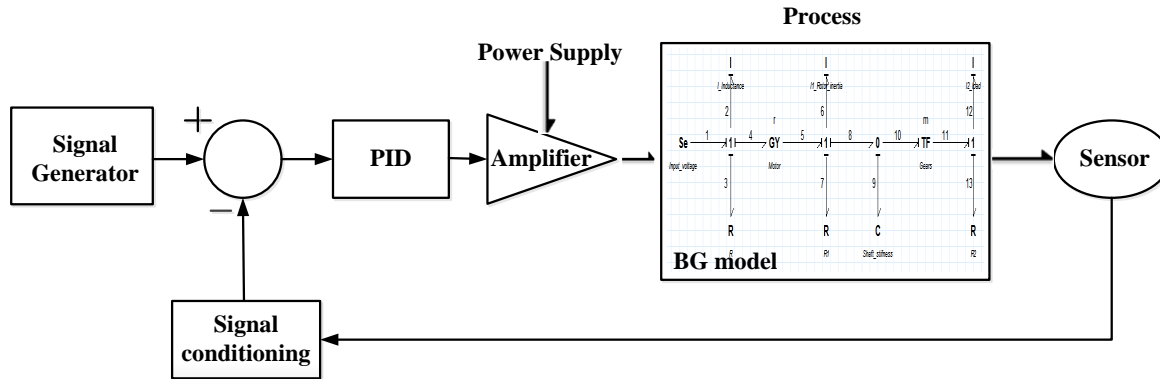 Process
Power Supply
Signal
Generator
+
−
PID
Amplifier
Sensor
Signal
conditioning
BG model
I I I
I_Inductance I1_Rotor_inertia I2_load
2 6 12
r m
Se 1 1 4 GY 5 1 8 0 10 TF 11 1
Input_voltage Motor Gears
3 7 9 13
R R C R
R R1 Shaft_stiffness R2